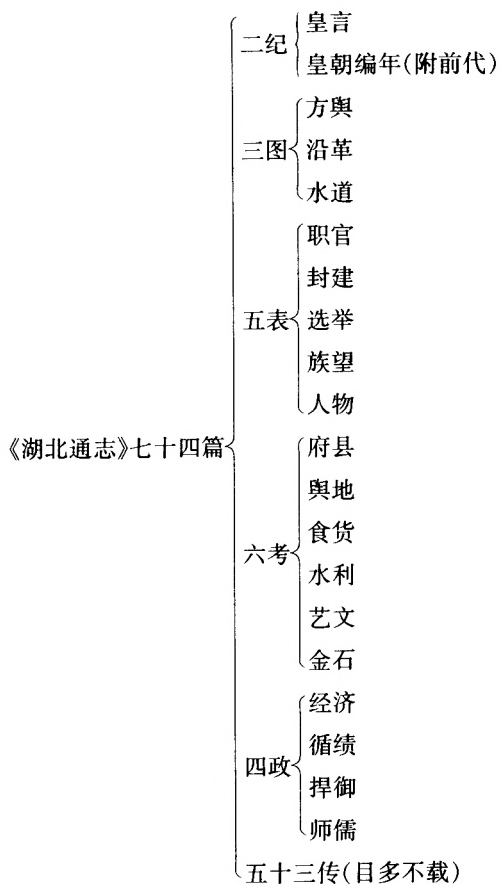 《湖北通志》七十四篇
二纪
皇言
皇朝编年(附前代)
三图
方舆
沿革
水道
五表
职官
封建
选举
族望
人物
六考
府县
舆地
食货
水利
艺文
金石
四政
经济
循绩
捍御
师儒
五十三传(目多不载)